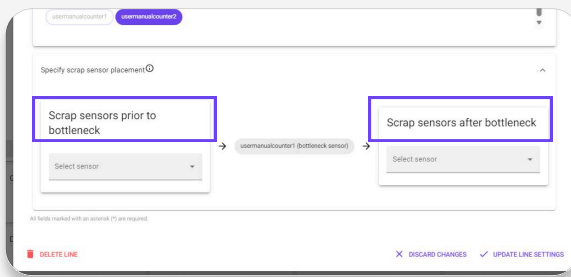 usermanualcounter1 usermanualcounter2
Specify scrap sensor placement
Scrap sensors prior to
bottleneck
Select sensor
usermanualcounter1 (bottleneck sensor)
Scrap sensors after bottleneck
Select sensor
All fields marked with an asterisk (*) are required.
DELETE LINE
DISCARD CHANGES
UPDATE LINE SETTINGS